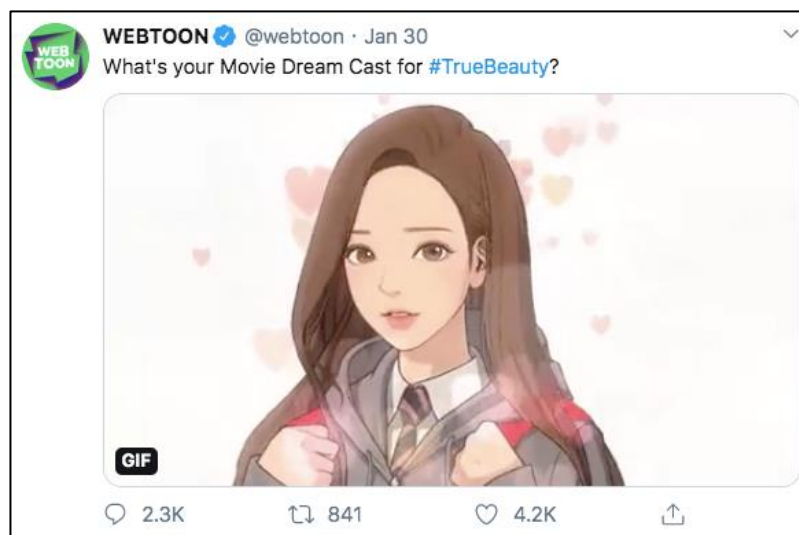 WEB
TOON
WEBTOON @webtoon · Jan 30
What's your Movie Dream Cast for #TrueBeauty?
GIF
2.3K 841 4.2K